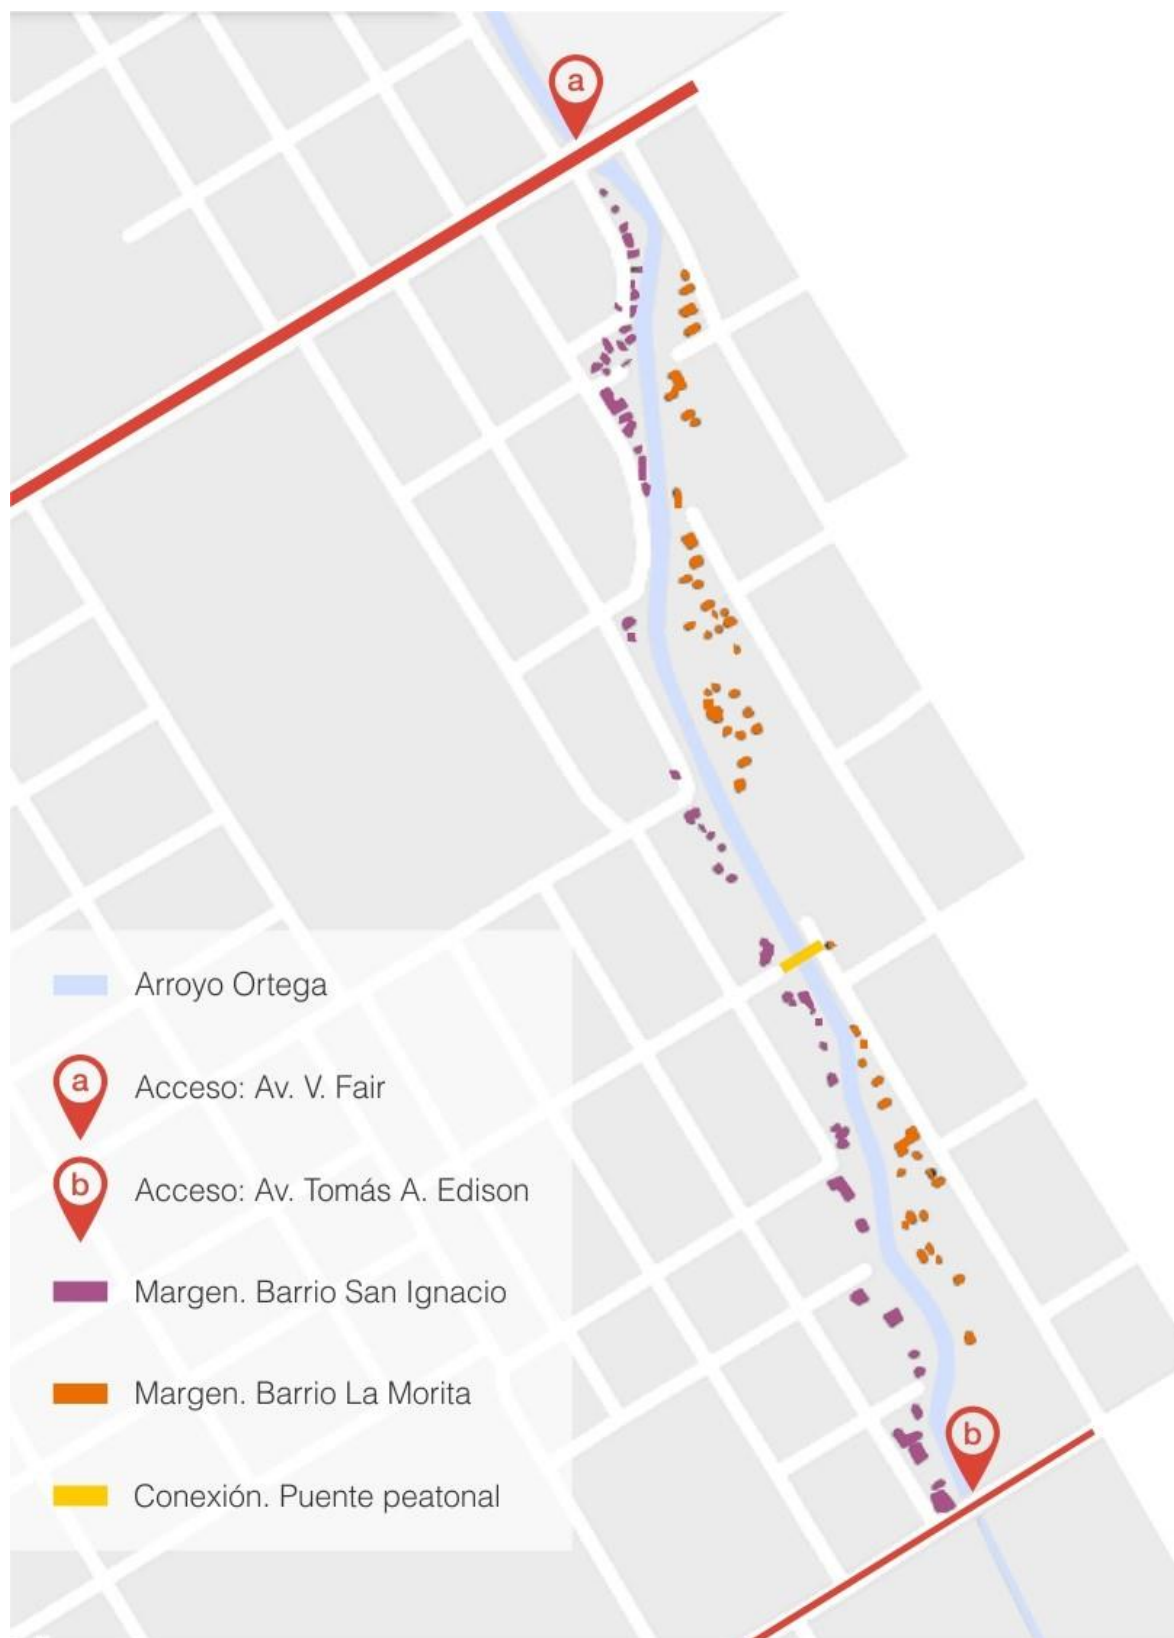 a
Arroyo Ortega
a
Acceso: Av. V. Fair
b
Acceso: Av. Tomás A. Edison
Margen. Barrio San Ignacio
Margen. Barrio La Morita
b
Conexión. Puente peatonal